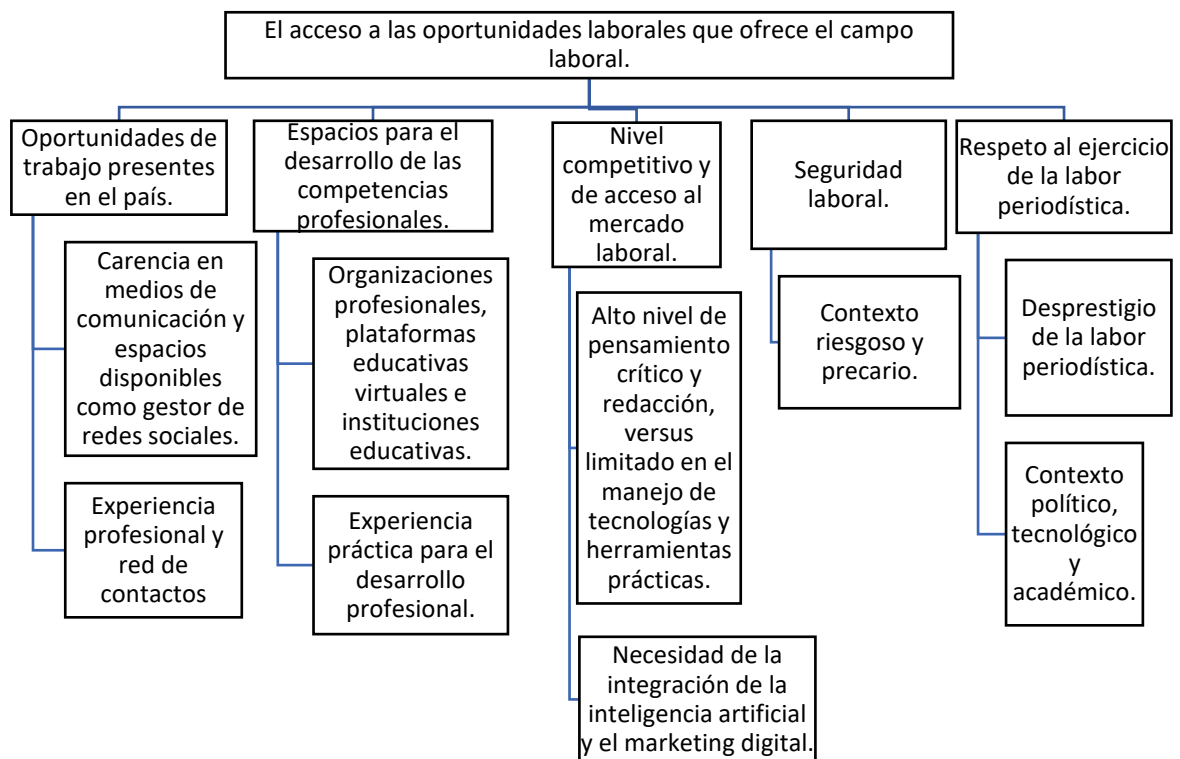 El acceso a las oportunidades laborales que ofrece el campo
laboral.
Oportunidades de
trabajo presentes
en el país.
Carencia en
medios de
comunicación y
espacios
disponibles
como gestor de
redes sociales.
Experiencia
profesional y
red de
contactos
Espacios para el
desarrollo de las
competencias
profesionales.
Organizaciones
profesionales,
plataformas
educativas
virtuales e
instituciones
educativas.
Experiencia
práctica para el
desarrollo
profesional.
Nivel
competitivo y
de acceso al
mercado
laboral.
Alto nivel de
pensamiento
crítico y
redacción,
versus
limitado en el
manejo de
tecnologías y
herramientas
prácticas.
Necesidad de la
integración de la
inteligencia artificial
y el marketing digital.
Seguridad
laboral.
Contexto
riesgoso y
precario.
Respeto al ejercicio
de la labor
periodística.
Desprestigio
de la labor
periodística.
Contexto
político,
tecnológico
y
académico.